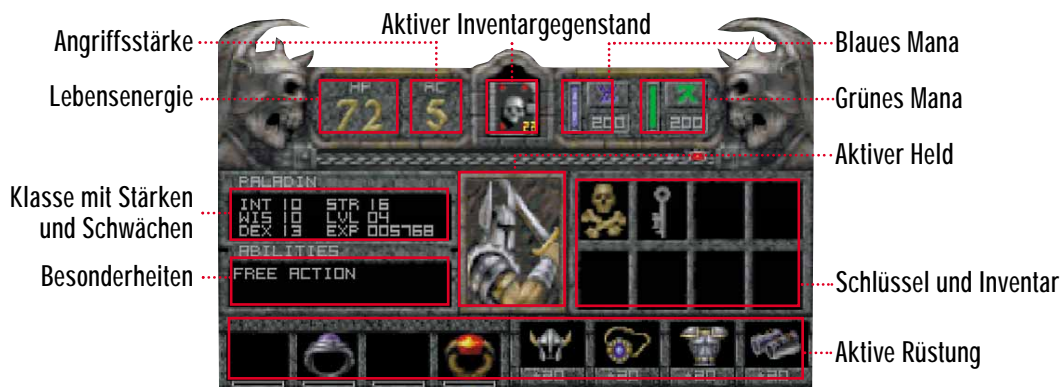 Aktiver Inventargegenstand
Angriffsstärke
Blaues Mana
Lebensenergie
Grünes Mana
HP
AC
72
5
22
200
200
Aktiver Held
PALADIN
INT 10 STR 16
WIS 10 LVL 04
DEX 13 EXP 005768
Klasse mit Stärken
und Schwächen
ABILITIES
FREE ACTION
Besonderheiten
Schlüssel und Inventar
Aktive Rüstung